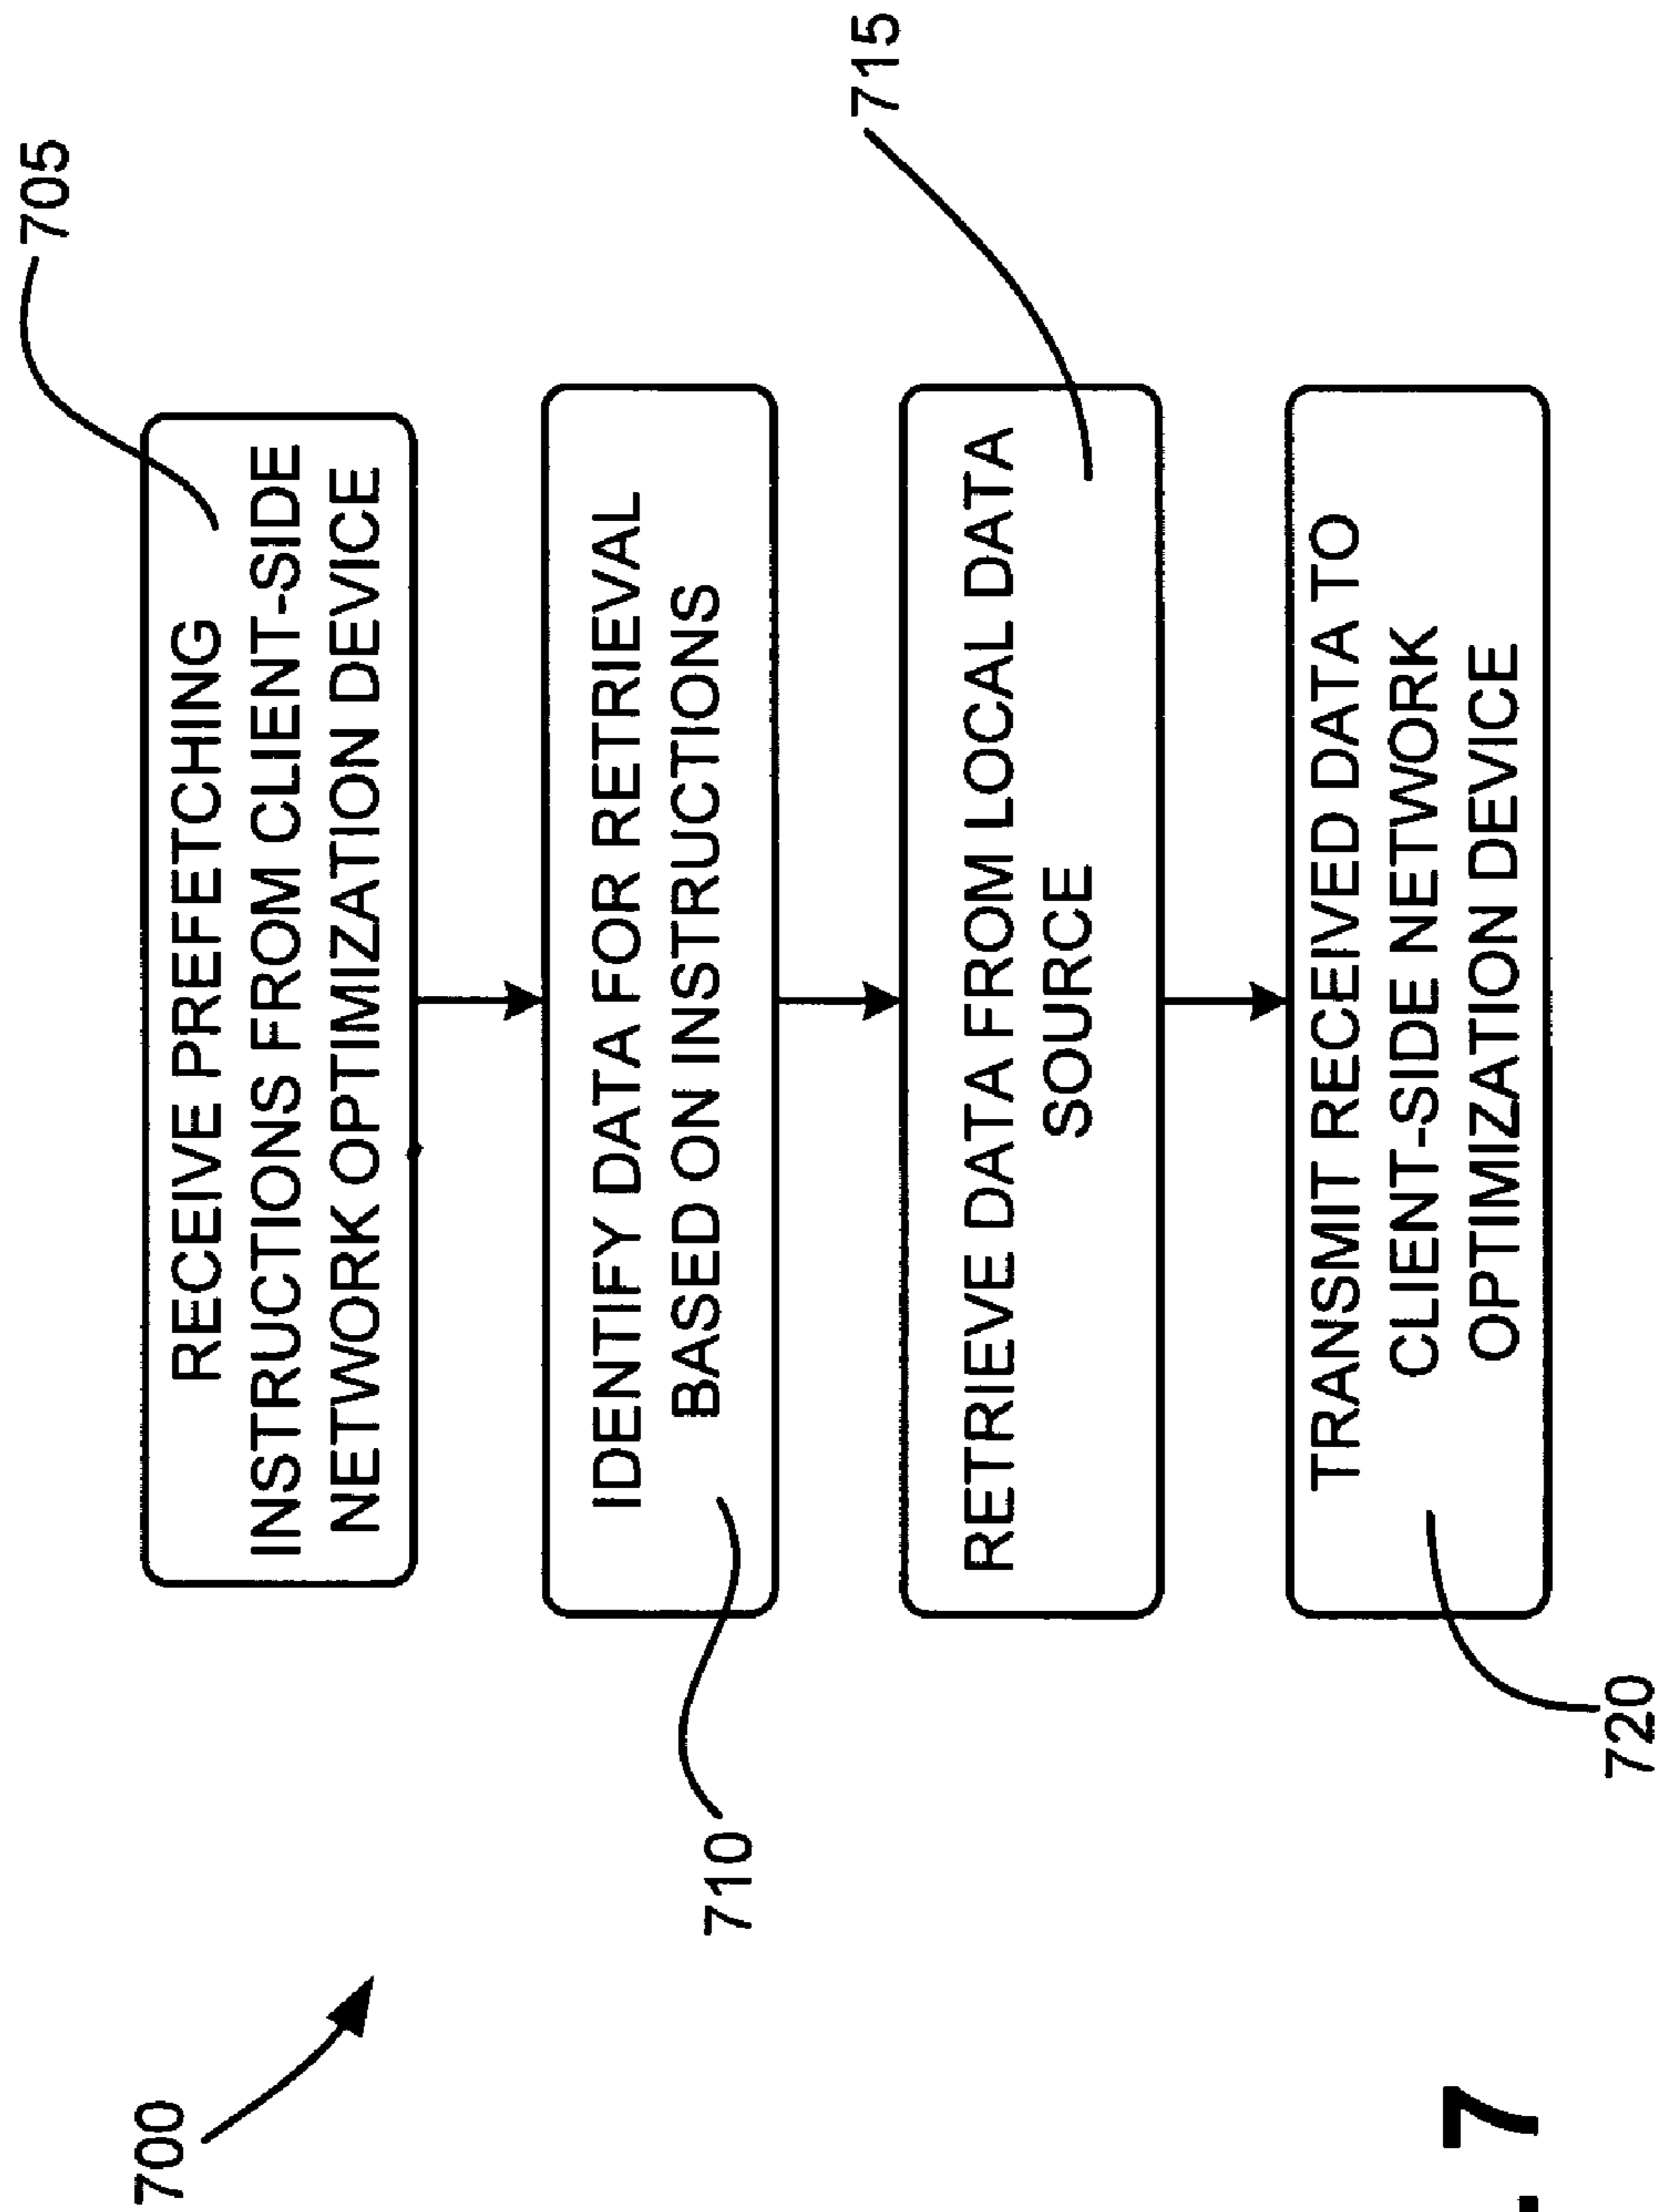 700
705
RECEIVE PREFETCHING
INSTRUCTIONS FROM CLIENT-SIDE
NETWORK OPTIMIZATION DEVICE
710
IDENTIFY DATA FOR RETRIEVAL
BASED ON INSTRUCTIONS
715
RETRIEVE DATA FROM LOCAL DATA
SOURCE
720
TRANSMIT RECEIVED DATA TO
CLIENT-SIDE NETWORK
OPTIMIZATION DEVICE
. 7